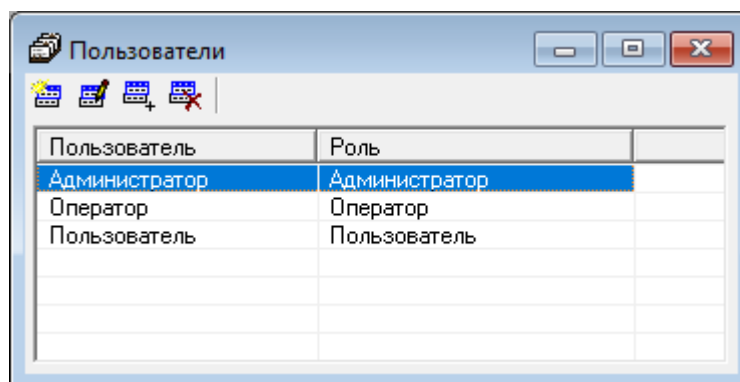 Пользователи
Пользователь Роль
Администратор Администратор
Оператор Оператор
Пользователь Пользователь